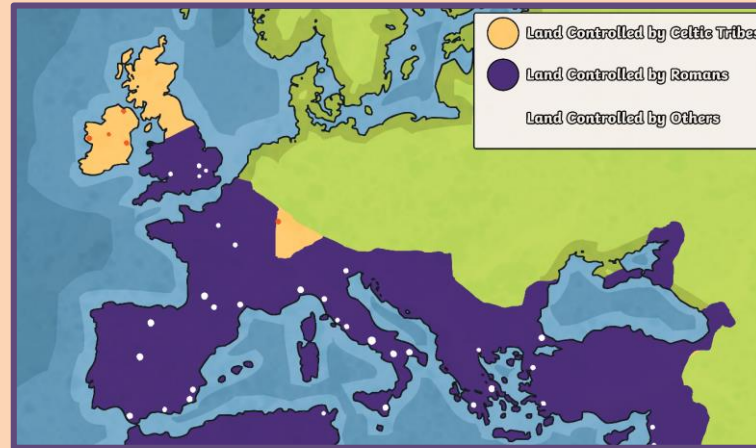 Land Controlled by Celtic Tribes
Land Controlled by Romans
Land Controlled by Others